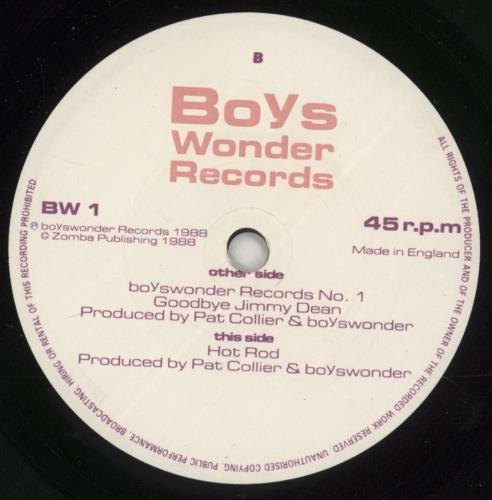 B
Boys
Wonder
Records
BW 1
℗ boyswonder Records 1988
© Zomba Publishing 1988
45 r.p.m
Made in England
other side
boyswonder Records No. 1
Goodbye Jimmy Dean
Produced by Pat Collier & boyswonder
this side
Hot Rod
Produced by Pat Collier & boyswonder
ALL RIGHTS OF THE PRODUCER AND OF THE OWNER OF THE RECORDED WORK RESERVED. UNAUTHORISED COPYING, PUBLIC PERFORMANCE, BROADCASTING, HIRING OR RENTAL OF THIS RECORDING PROHIBITED.